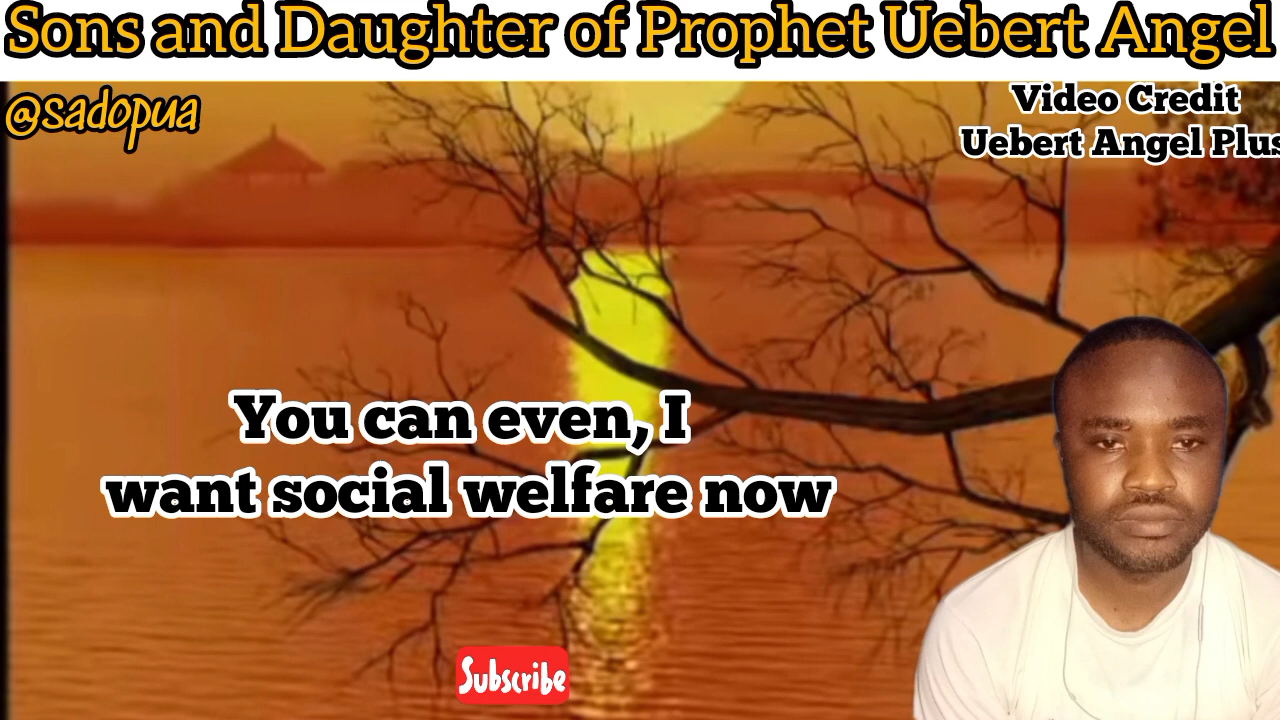 Sons and Daughter of Prophet Uebert Angel
@sadopua
Video Credit
Uebert Angel Plus
You can even, I
want social welfare now
Subscribe